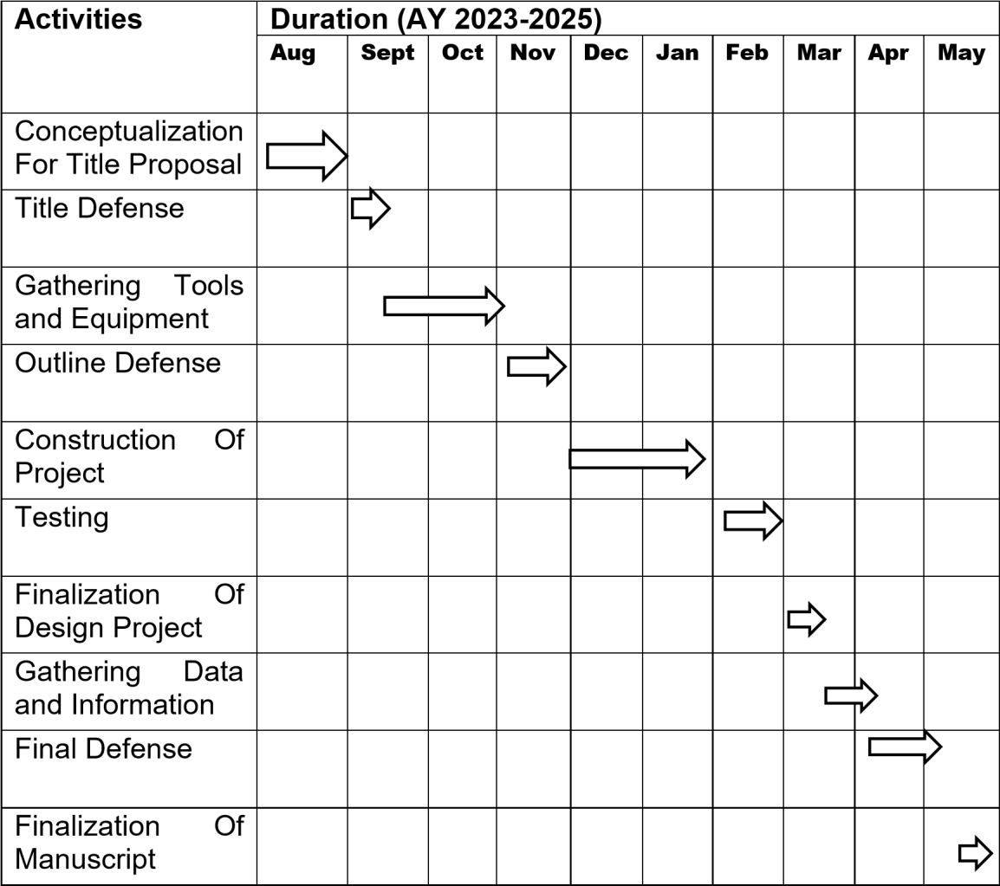 Activities
Duration (AY 2023-2025)
Aug Sept Oct Nov Dec Jan Feb Mar Apr May
Conceptualization
For Title Proposal
Title Defense
Gathering Tools
and Equipment
Outline Defense
Construction Of
Project
Testing
Finalization Of
Design Project
Gathering Data
and Information
Final Defense
Finalization Of
Manuscript